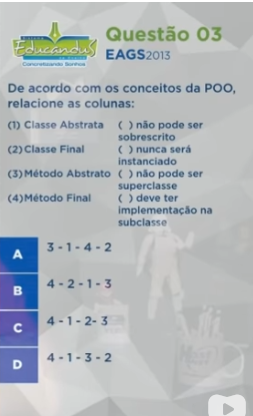 Educandus
Concretizando Sonhos
Questão 03
EAGS2013
De acordo com os conceitos da POO,
relacione as colunas:
(1) Classe Abstrata ( ) não pode ser
sobrescrito
(2) Classe Final ( ) nunca será
instanciado
(3) Método Abstrato ( ) não pode ser
superclasse
(4) Método Final ( ) deve ter
implementação na
subclasse
A 3 - 1 - 4 - 2
B 4 - 2 - 1 - 3
C 4 - 1 - 2- 3
D 4 - 1 - 3 - 2